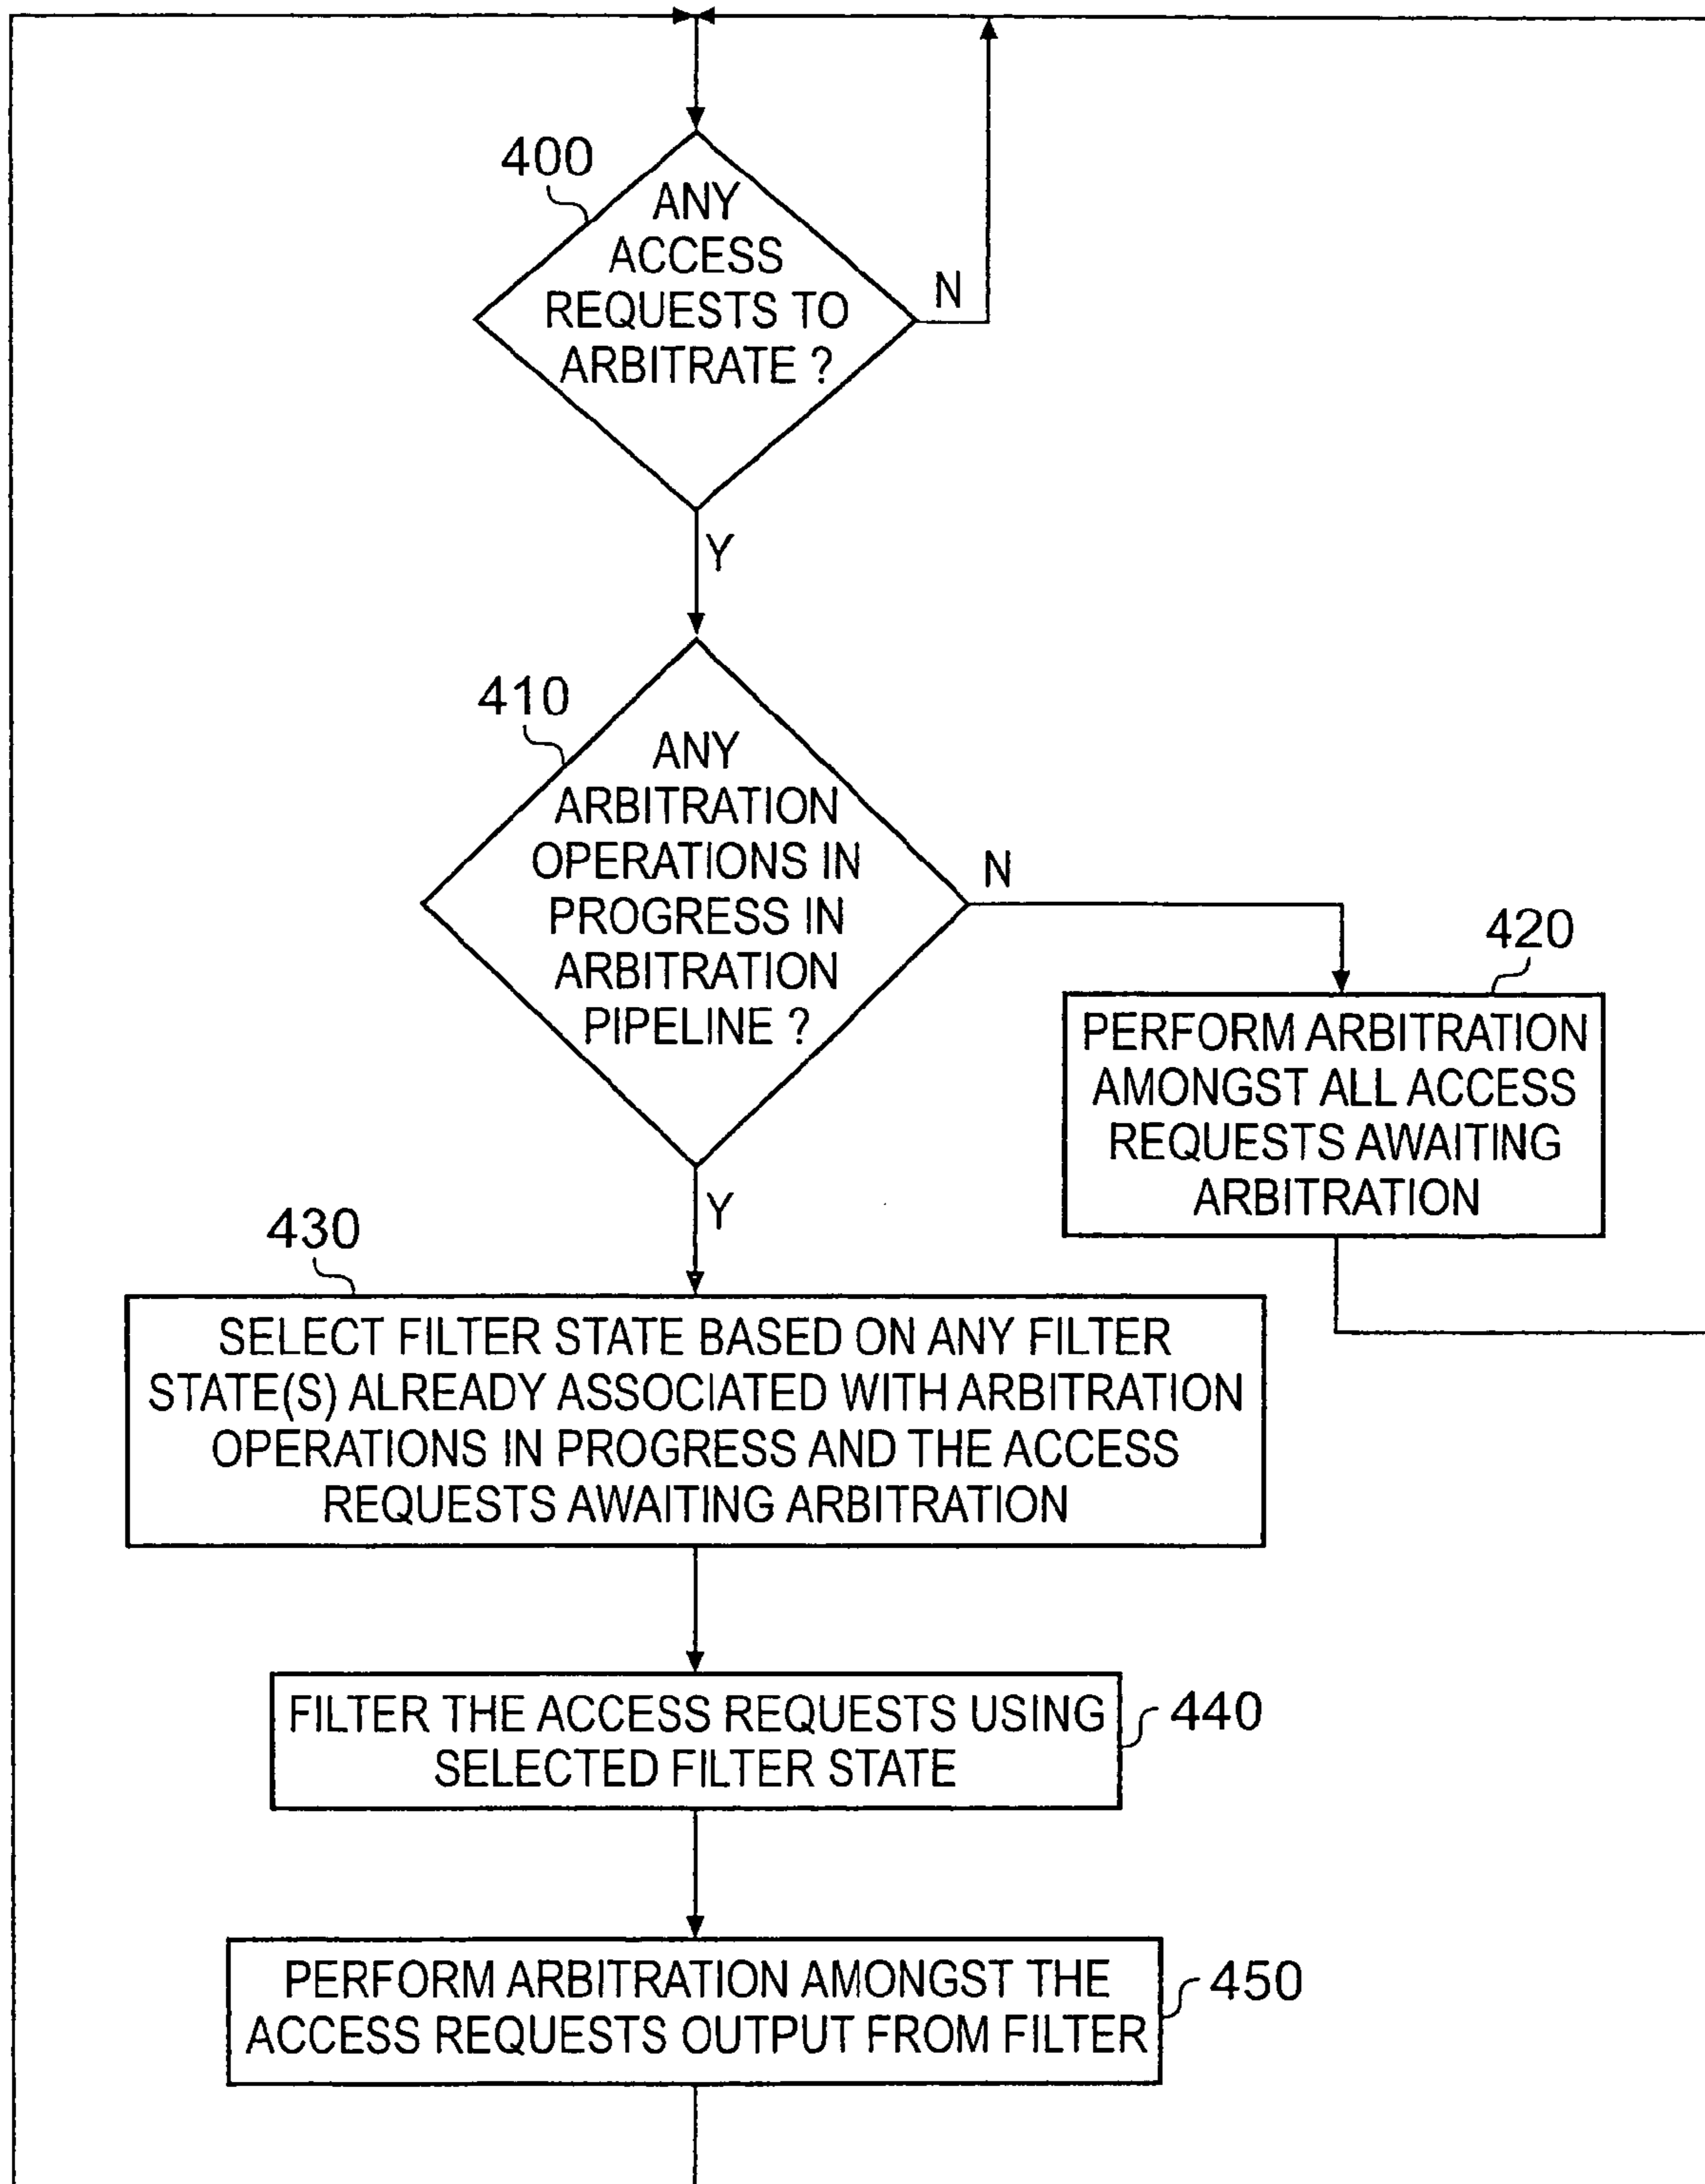 400
ANY
ACCESS
REQUESTS TO
ARBITRATE ?
N
Y
410
ANY
ARBITRATION
OPERATIONS IN
PROGRESS IN
ARBITRATION
PIPELINE ?
N
420
PERFORM ARBITRATION
AMONGST ALL ACCESS
REQUESTS AWAITING
ARBITRATION
Y
430
SELECT FILTER STATE BASED ON ANY FILTER
STATE(S) ALREADY ASSOCIATED WITH ARBITRATION
OPERATIONS IN PROGRESS AND THE ACCESS
REQUESTS AWAITING ARBITRATION
FILTER THE ACCESS REQUESTS USING
SELECTED FILTER STATE
440
PERFORM ARBITRATION AMONGST THE
ACCESS REQUESTS OUTPUT FROM FILTER
450